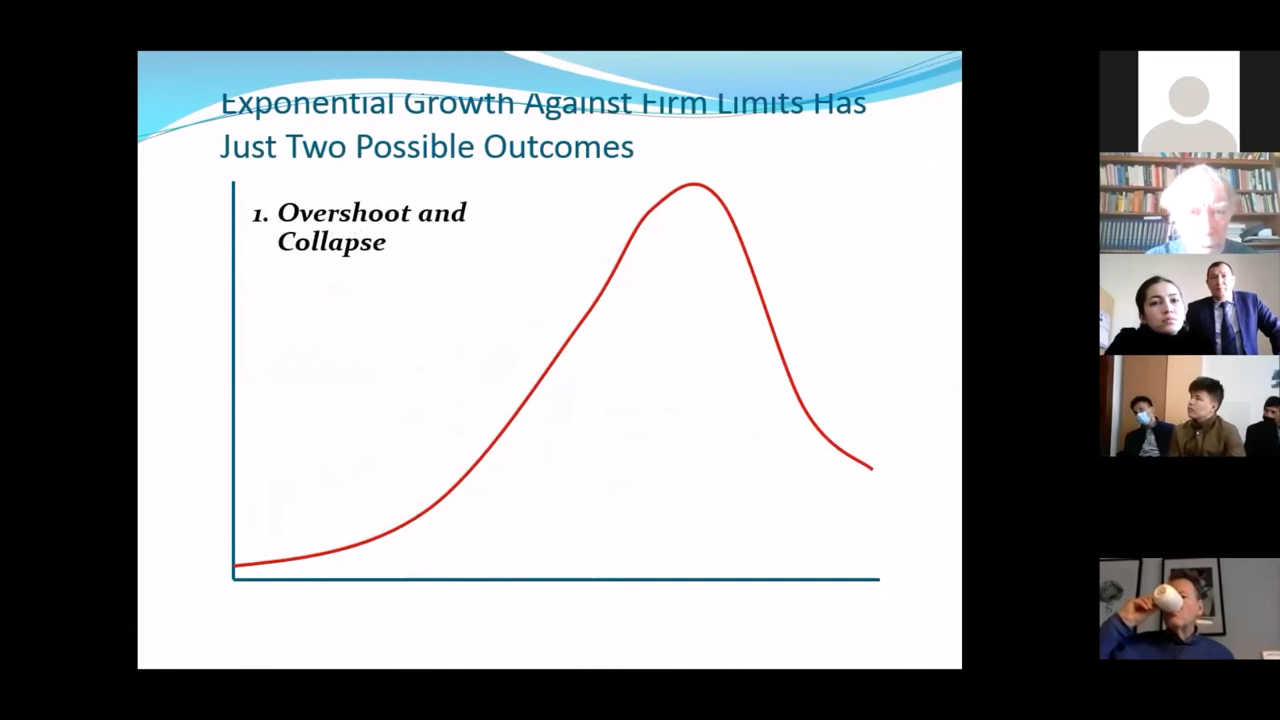 Exponential Growth Against Firm Limits Has
Just Two Possible Outcomes
1. Overshoot and
Collapse